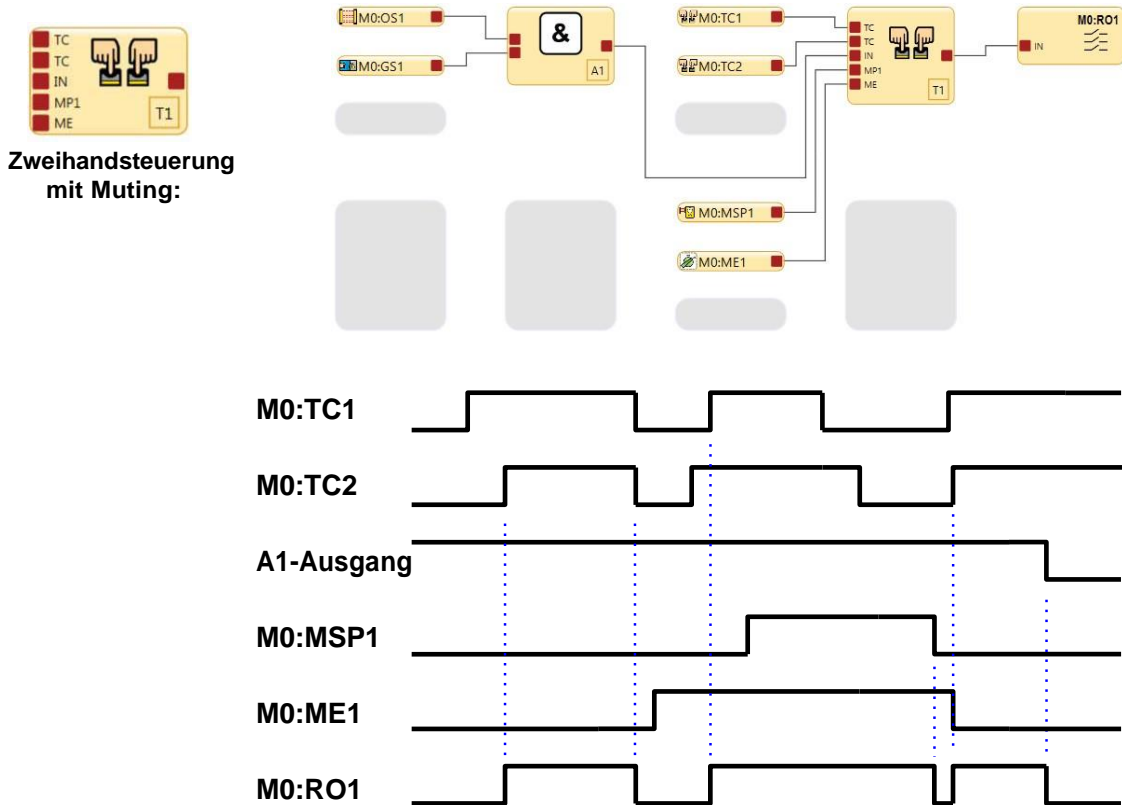 TC
TC
IN
MP1
ME
T1
Zweihandsteuerung
mit Muting:
M0:OS1
M0:GS1
&
A1
M0:TC1
M0:TC2
TC
TC
IN
MP1
ME
T1
M0:RO1
IN
M0:MSP1
M0:ME1
M0:TC1
M0:TC2
A1-Ausgang
M0:MSP1
M0:ME1
M0:RO1